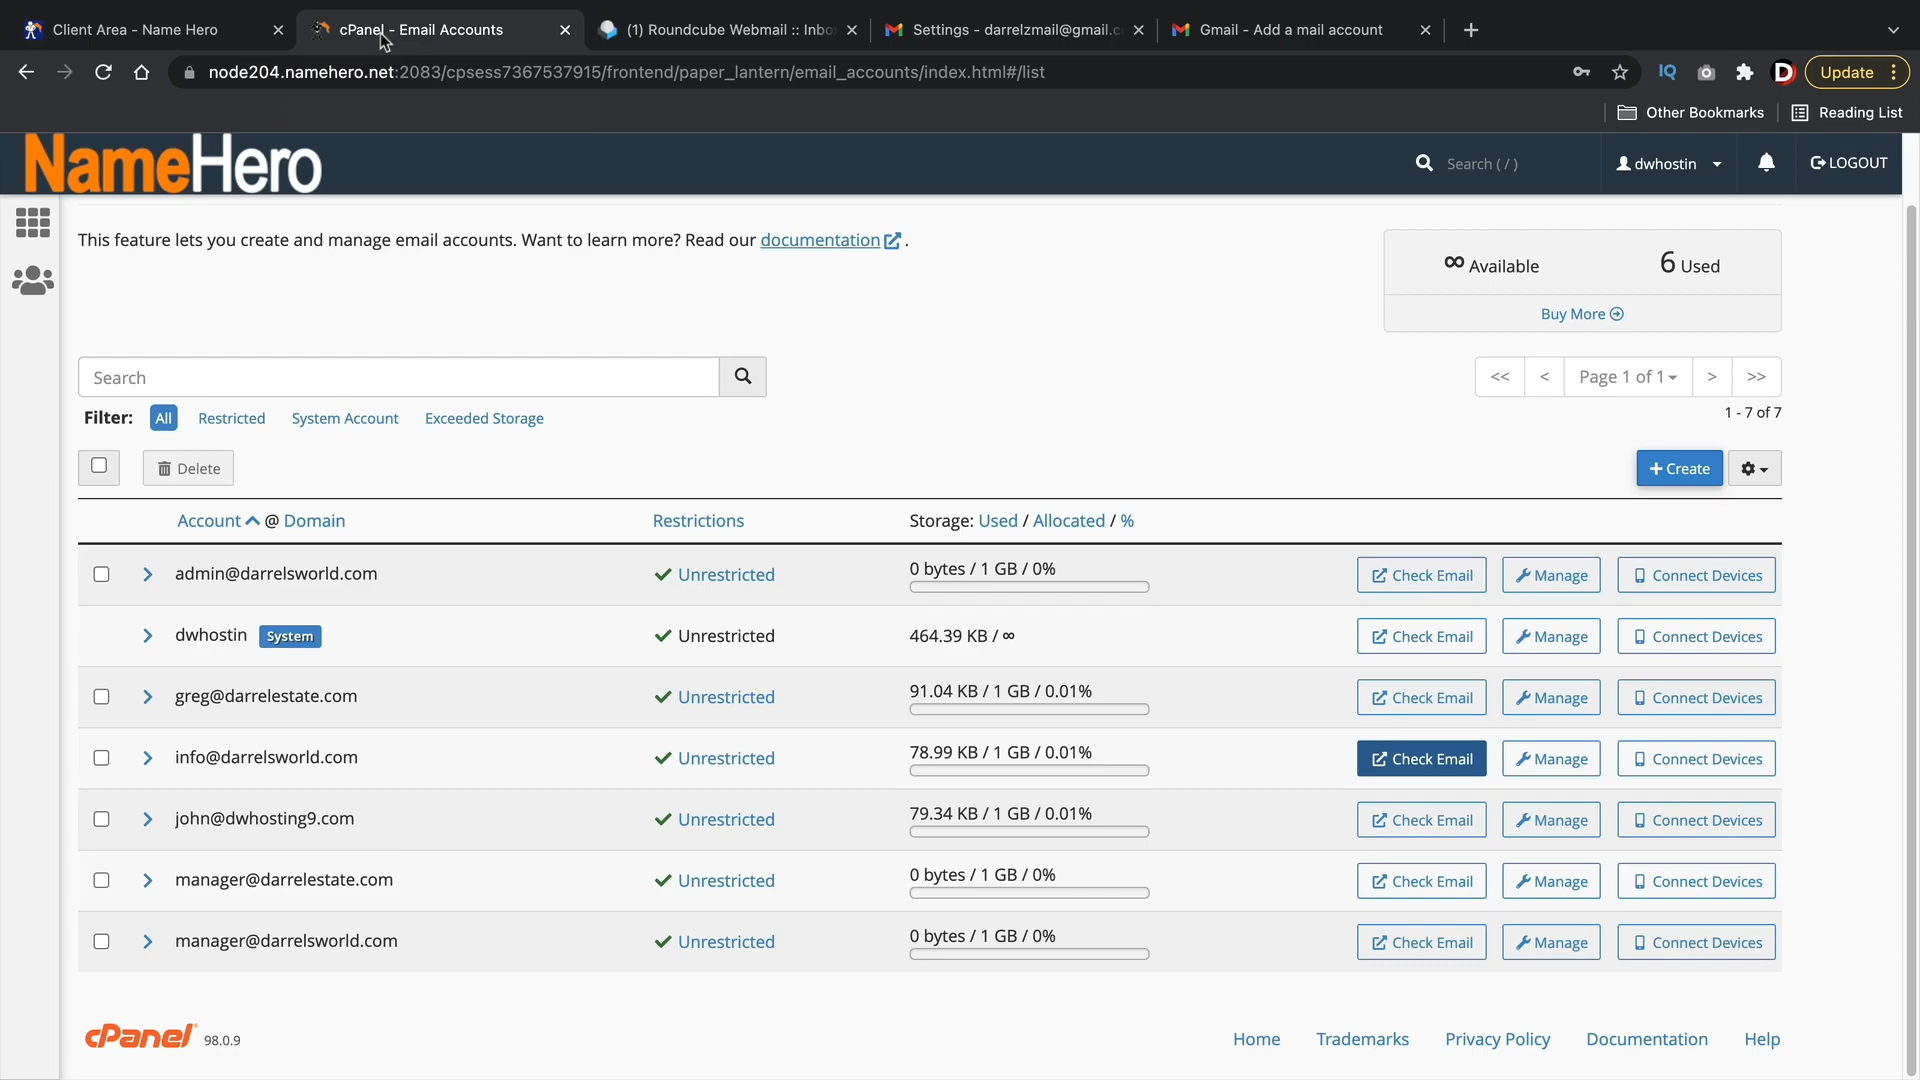 Client Area - Name Hero
cPanel - Email Accounts
(1) Roundcube Webmail :: Inbo
Settings - darrelzmail@gmail.c
Gmail - Add a mail account
node204.namehero.net:2083/cpsess7367537915/frontend/paper_lantern/email_accounts/index.html#/list
IQ
D
Update
Other Bookmarks
Reading List
NameHero
Search ( / )
dwhostin
LOGOUT
This feature lets you create and manage email accounts. Want to learn more? Read our documentation .
∞ Available 6 Used
Buy More
Search
<< < Page 1 of 1 > >>
Filter: All Restricted System Account Exceeded Storage
1 - 7 of 7
Delete
+ Create
Account @ Domain Restrictions Storage: Used / Allocated / %
admin@darrelsworld.com Unrestricted 0 bytes / 1 GB / 0% Check Email Manage Connect Devices
dwhostin System Unrestricted 464.39 KB / ∞ Check Email Manage Connect Devices
greg@darrelestate.com Unrestricted 91.04 KB / 1 GB / 0.01% Check Email Manage Connect Devices
info@darrelsworld.com Unrestricted 78.99 KB / 1 GB / 0.01% Check Email Manage Connect Devices
john@dwhosting9.com Unrestricted 79.34 KB / 1 GB / 0.01% Check Email Manage Connect Devices
manager@darrelestate.com Unrestricted 0 bytes / 1 GB / 0% Check Email Manage Connect Devices
manager@darrelsworld.com Unrestricted 0 bytes / 1 GB / 0% Check Email Manage Connect Devices
cPanel 98.0.9
Home Trademarks Privacy Policy Documentation Help